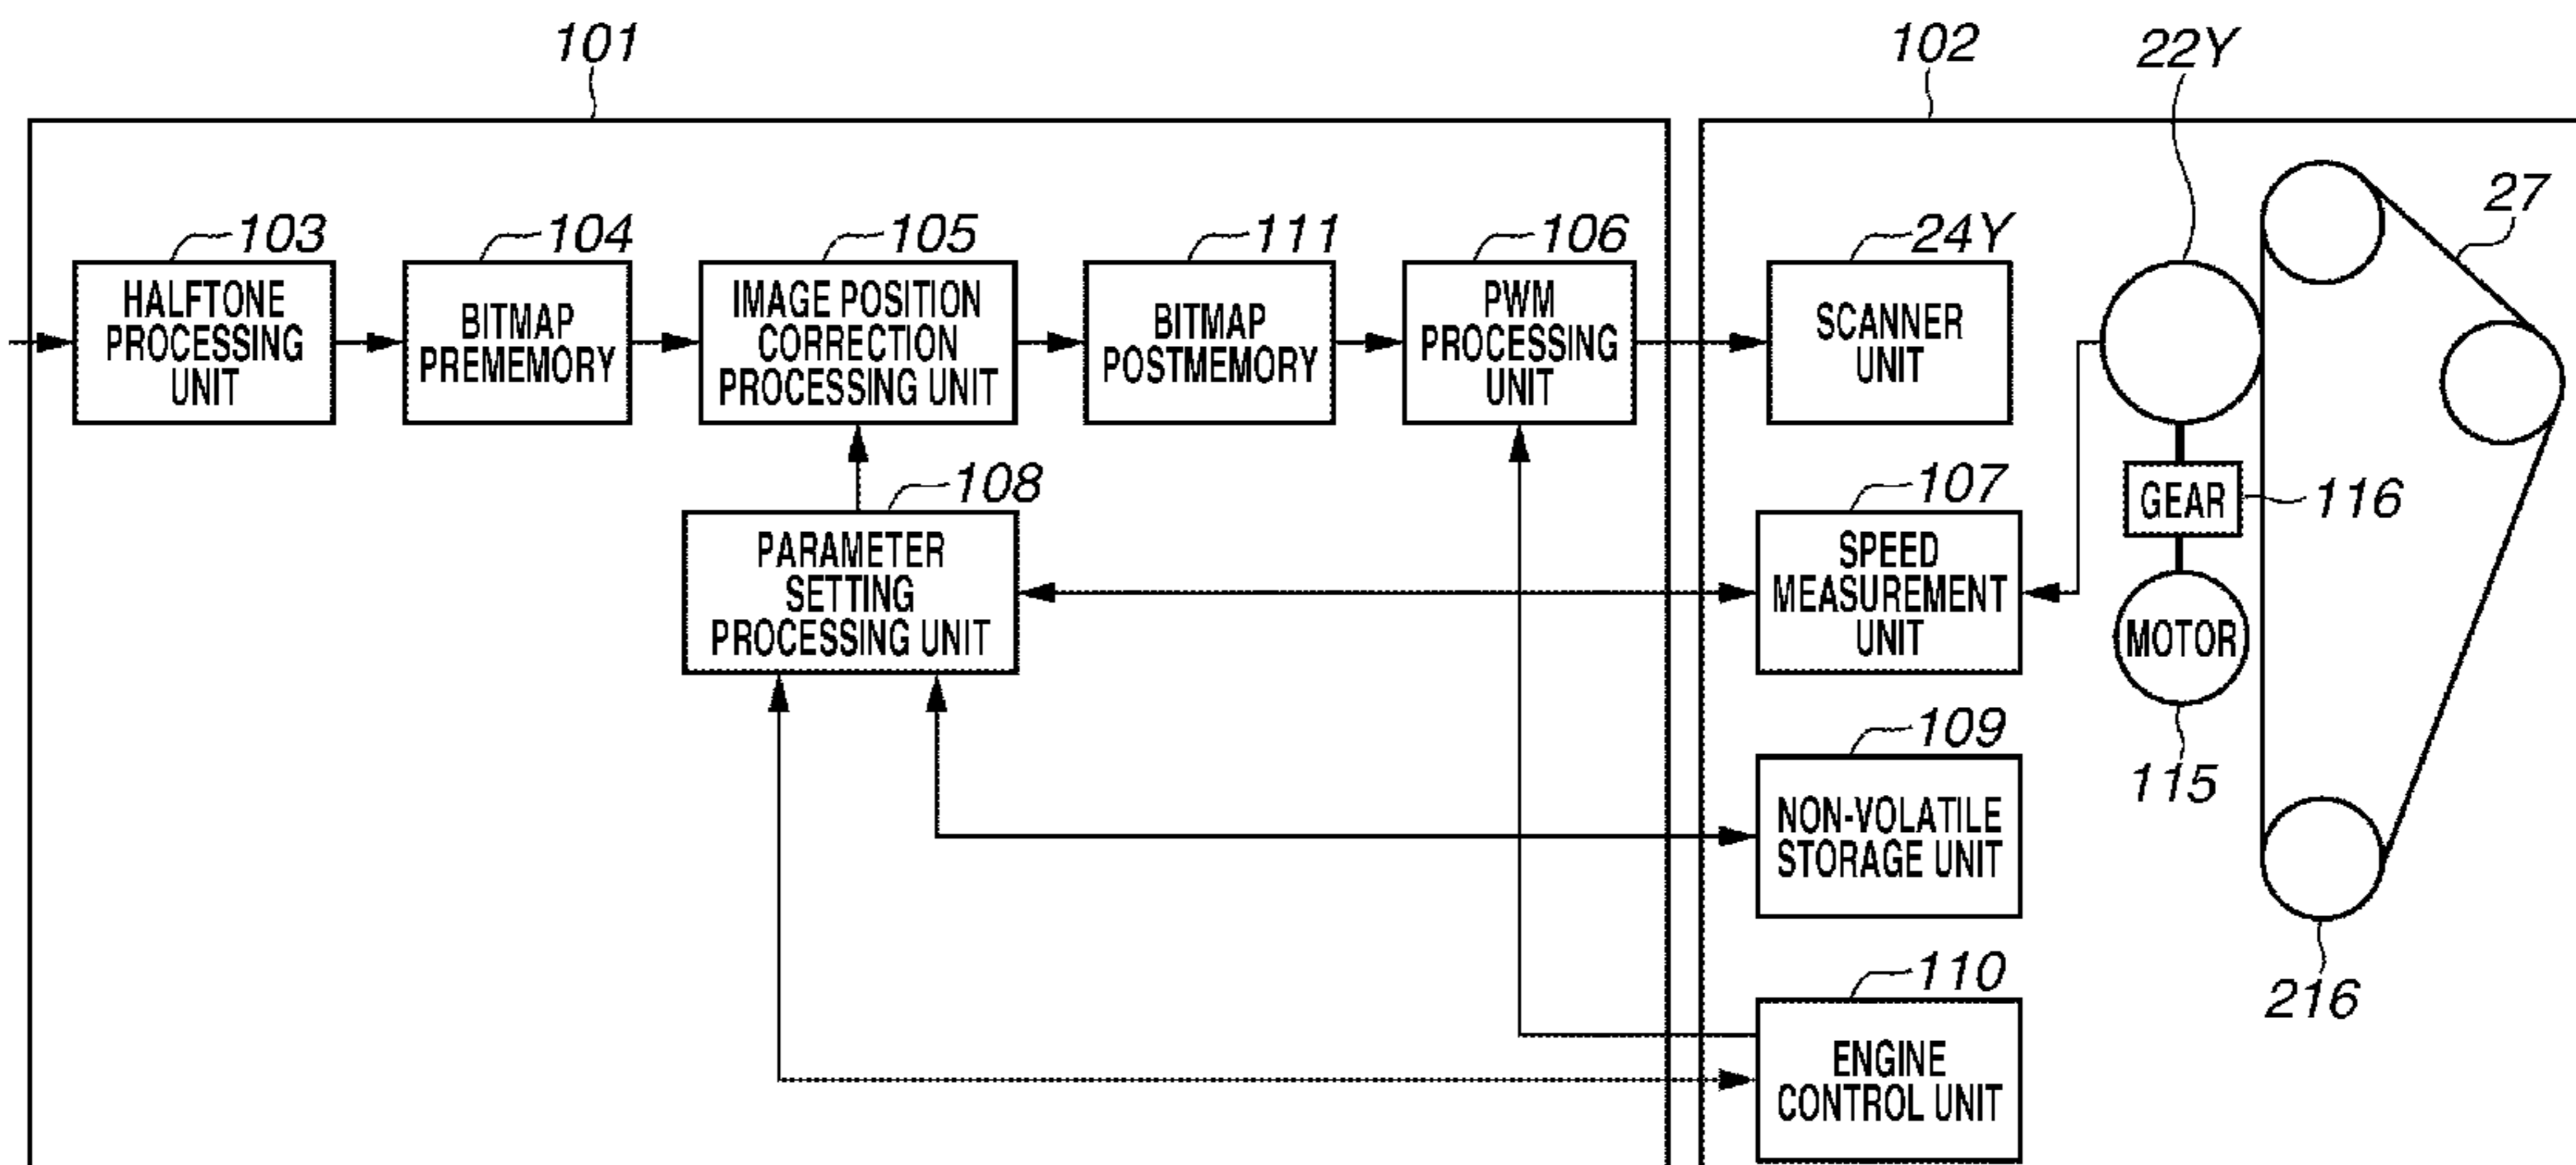 101
102
22Y
27
103
104
105
111
106
24Y
HALFTONE
PROCESSING
UNIT
BITMAP
PREMEMORY
IMAGE POSITION
CORRECTION
PROCESSING UNIT
BITMAP
POSTMEMORY
PWM
PROCESSING
UNIT
SCANNER
UNIT
108
PARAMETER
SETTING
PROCESSING UNIT
107
SPEED
MEASUREMENT
UNIT
GEAR
116
MOTOR
115
109
NON-VOLATILE
STORAGE UNIT
216
110
ENGINE
CONTROL UNIT